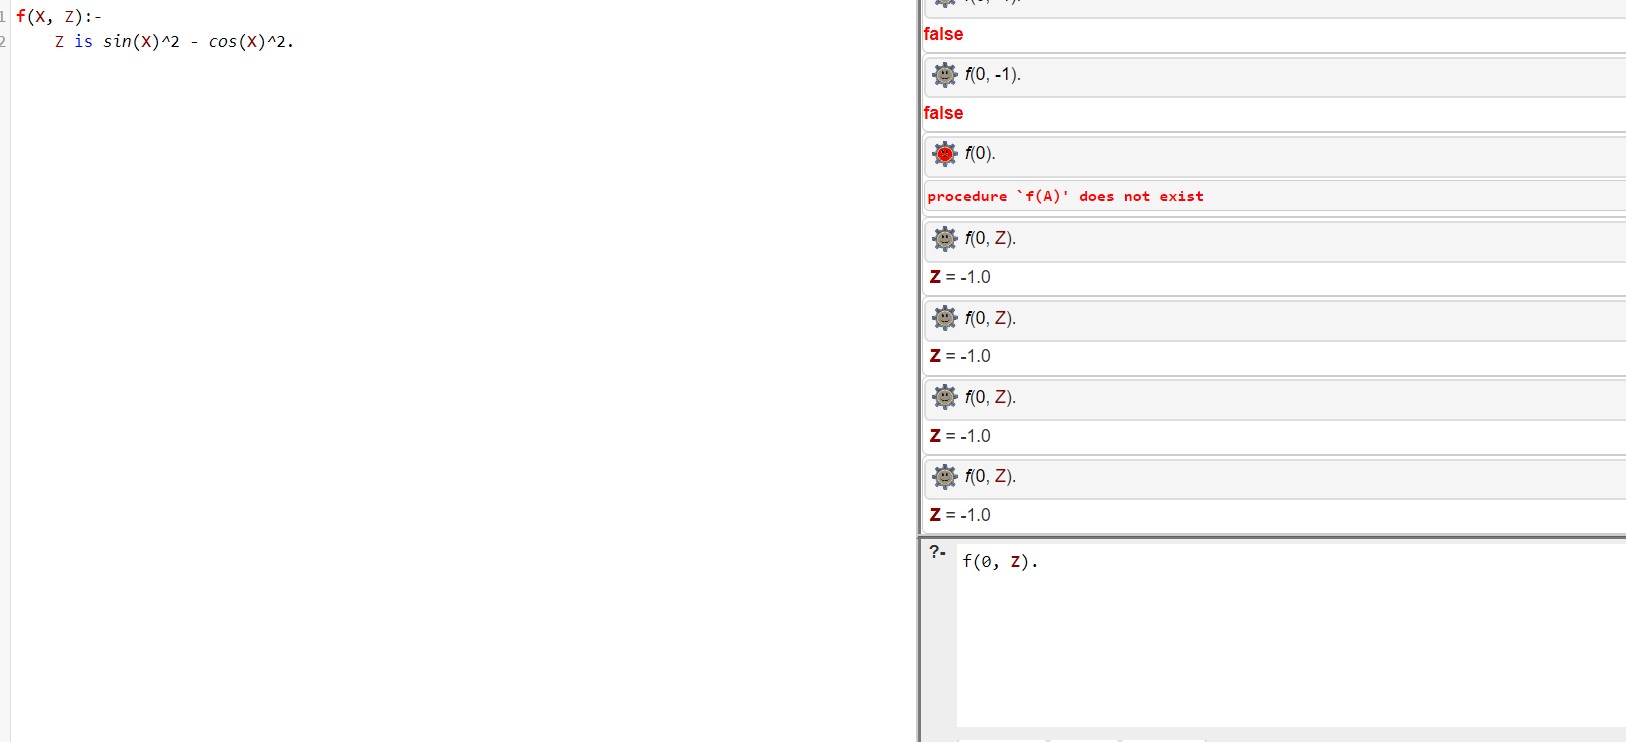 1 f(X, Z):-
2 Z is sin(X)^2 - cos(X)^2.
false
f(0, -1).
false
f(0).
procedure `f(A)' does not exist
f(0, Z).
Z = -1.0
f(0, Z).
Z = -1.0
f(0, Z).
Z = -1.0
f(0, Z).
Z = -1.0
?- f(0, Z).